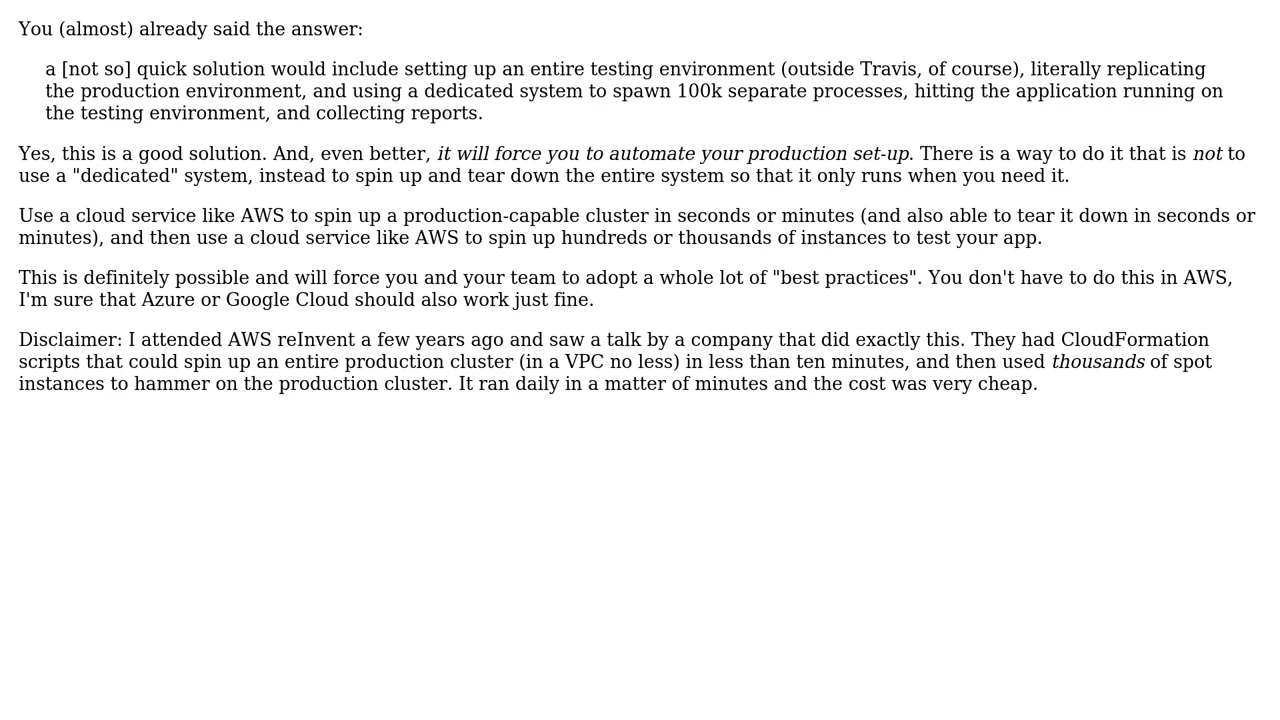 You (almost) already said the answer:
a [not so] quick solution would include setting up an entire testing environment (outside Travis, of course), literally replicating
the production environment, and using a dedicated system to spawn 100k separate processes, hitting the application running on
the testing environment, and collecting reports.
Yes, this is a good solution. And, even better, it will force you to automate your production set-up. There is a way to do it that is not to
use a "dedicated" system, instead to spin up and tear down the entire system so that it only runs when you need it.
Use a cloud service like AWS to spin up a production-capable cluster in seconds or minutes (and also able to tear it down in seconds or
minutes), and then use a cloud service like AWS to spin up hundreds or thousands of instances to test your app.
This is definitely possible and will force you and your team to adopt a whole lot of "best practices". You don't have to do this in AWS,
I'm sure that Azure or Google Cloud should also work just fine.
Disclaimer: I attended AWS reInvent a few years ago and saw a talk by a company that did exactly this. They had CloudFormation
scripts that could spin up an entire production cluster (in a VPC no less) in less than ten minutes, and then used thousands of spot
instances to hammer on the production cluster. It ran daily in a matter of minutes and the cost was very cheap.